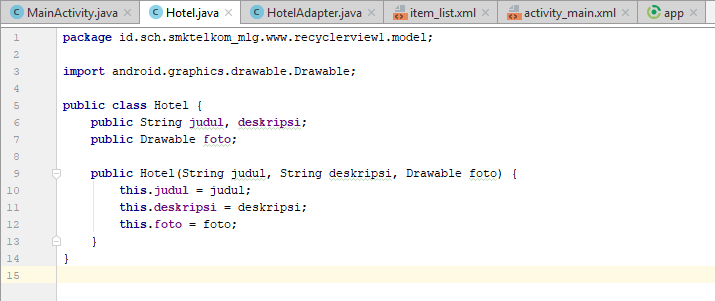 MainActivity.java × Hotel.java × HotelAdapter.java × item_list.xml × activity_main.xml × app ×
1 package id.sch.smktelkom_mlg.www.recyclerview1.model;
2
3 import android.graphics.drawable.Drawable;
4
5 public class Hotel {
6 public String judul, deskripsi;
7 public Drawable foto;
8
9 public Hotel(String judul, String deskripsi, Drawable foto) {
10 this.judul = judul;
11 this.deskripsi = deskripsi;
12 this.foto = foto;
13 }
14 }
15